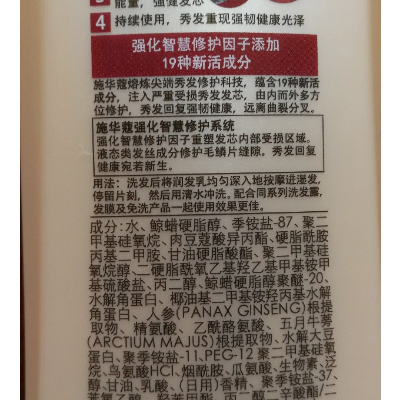 能量，强健发芯
4 持续使用，秀发重现强韧健康光泽
强化智慧修护因子添加
19种新活成分
施华蔻熔炼尖端秀发修护科技，蕴含19种新活
成分，注入严重受损秀发发芯，由内而外多方
位修护，秀发回复强韧健康，远离曲裂分叉。
施华蔻强化智慧修护系统
强化智慧修护因子重塑发芯内部受损区域。
液态类发丝成分修护毛鳞片缝隙。秀发回复
健康宛若新生。
用法：洗发后将润发乳均匀深入地按摩进湿发，
停留片刻，然后用清水冲洗。配合同系列洗发露，
发膜及免洗产品一起使用效果更佳。
成分：水、鲸蜡硬脂醇、季铵盐-87、聚二
甲基硅氧烷、肉豆蔻酸异丙酯、硬脂酰胺
丙基二甲胺、甘油硬脂酸酯、聚二甲基硅
氧烷醇、二硬脂酰氧乙基羟乙基甲基铵甲
基硫酸盐、丙二醇、鲸蜡硬脂醇聚醚-20、
水解角蛋白、椰油基二甲基铵羟丙基水解
角蛋白、人参(PANAX GINSENG)根提
取物、精氨酸、乙酰酪氨酸、五月牛蒡
(ARCTIUM MAJUS)根提取物、水解大豆
蛋白、聚季铵盐-11、PEG-12 聚二甲基硅氧
烷、鸟氨酸HCl、烟酰胺、瓜氨酸、生物素、泛
醇、甘油、乳酸、(日用)香精、聚季铵盐-37、